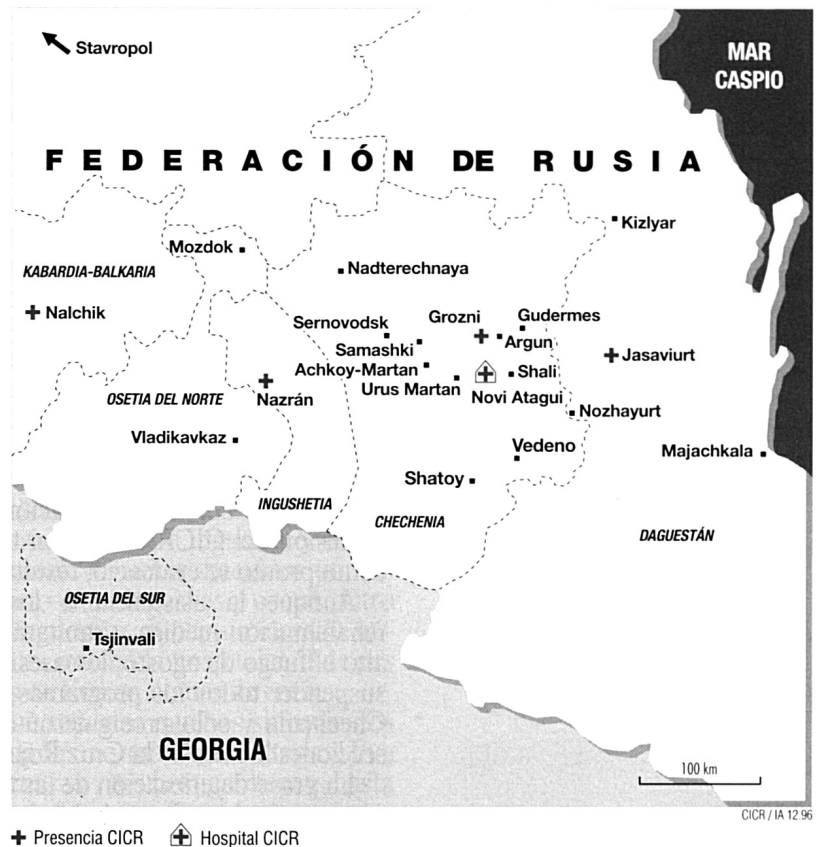 Stavropol
MAR
CASPIO
FEDERACIÓN DE RUSIA
Kizlyar
Mozdok
KABARDIA-BALKARIA
Nadterechnaya
Nalchik
Sernovodsk
Grozni
Gudermes
Argun
Samashki
Jasaviurt
Achkoy-Martan
Shali
Nazrán
Urus Martan
Novi Atagui
OSETIA DEL NORTE
Nozhayurt
Vladikavkaz
Vedeno
Majachkala
Shatoy
INGUSHETIA
CHECHENIA
DAGUESTÁN
OSETIA DEL SUR
Tsjinvali
GEORGIA
100 km
CICR / IA 12.96
Presencia CICR
Hospital CICR